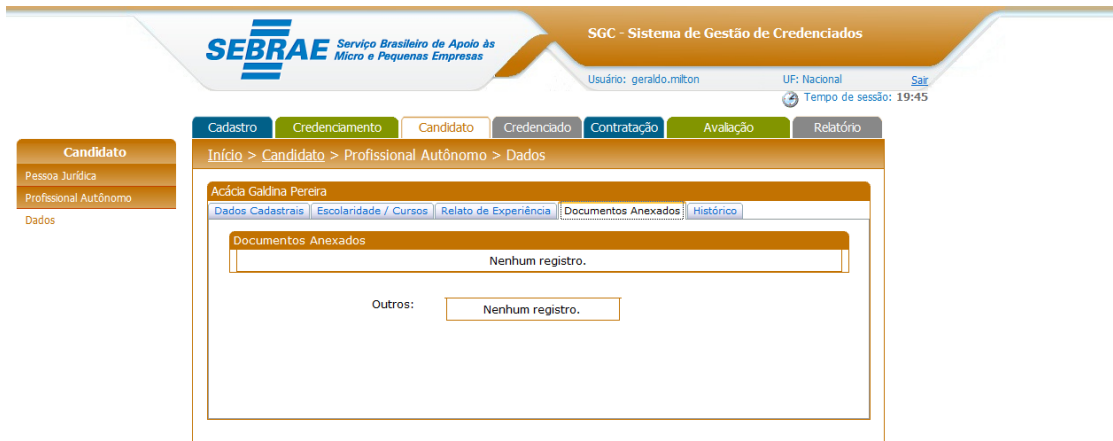 SEBRAE Serviço Brasileiro de Apoio às
Micro e Pequenas Empresas
SGC - Sistema de Gestão de Credenciados
Usuário: geraldo.milton UF: Nacional Sair
Tempo de sessão: 19:45
Cadastro Credenciamento Candidato Credenciado Contratação Avaliação Relatório
Candidato
Pessoa Jurídica
Profissional Autônomo
Dados
Início > Candidato > Profissional Autônomo > Dados
Acácia Galdina Pereira
Dados Cadastrais Escolaridade / Cursos Relato de Experiência Documentos Anexados Histórico
Documentos Anexados
Nenhum registro.
Outros: Nenhum registro.